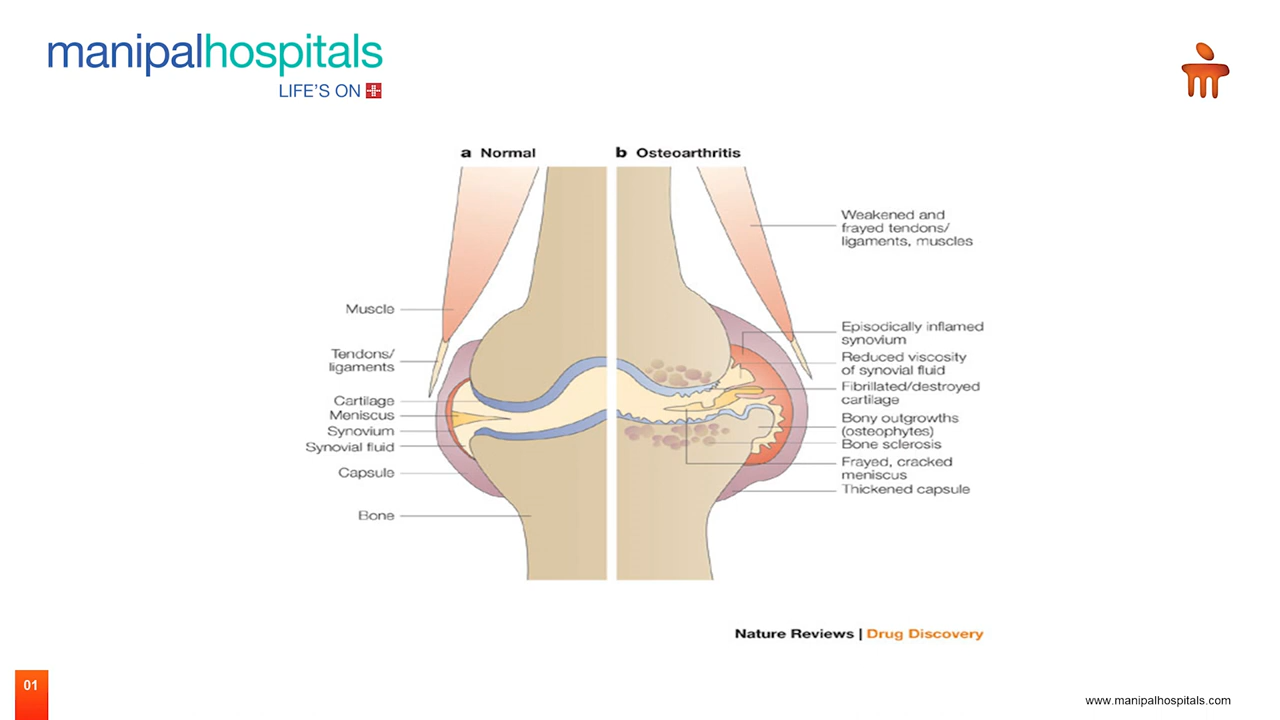 manipalhospitals
LIFE'S ON
a Normal
b Osteoarthritis
Muscle
Tendons/
ligaments
Cartilage
Meniscus
Synovium
Synovial fluid
Capsule
Bone
Weakened and
frayed tendons/
ligaments, muscles
Episodically inflamed
synovium
Reduced viscosity
of synovial fluid
Fibrillated/destroyed
cartilage
Bony outgrowths
(osteophytes)
Bone sclerosis
Frayed, cracked
meniscus
Thickened capsule
Nature Reviews | Drug Discovery
01
www.manipalhospitals.com